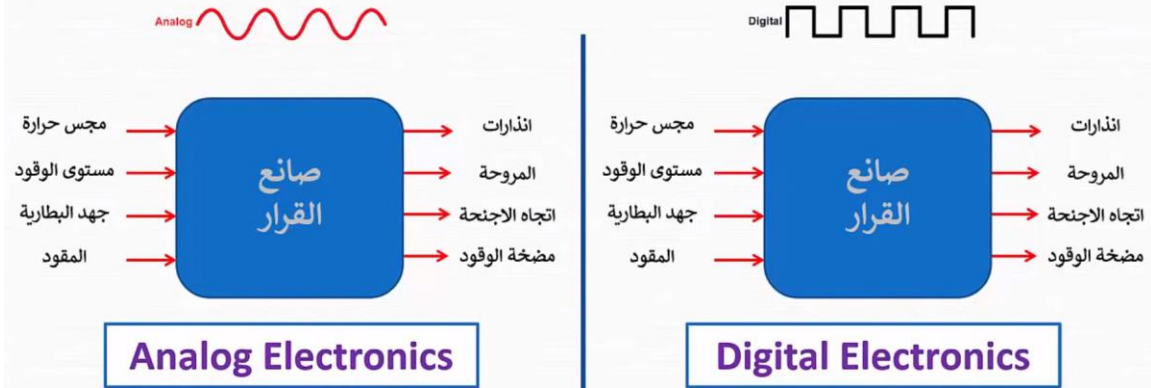 Analog
مجس حرارة
مستوى الوقود
جهد البطارية
المقود
صانع
القرار
انذارات
المروحة
اتجاه الاجنحة
مضخة الوقود
Analog Electronics
Digital
مجس حرارة
مستوى الوقود
جهد البطارية
المقود
صانع
القرار
انذارات
المروحة
اتجاه الاجنحة
مضخة الوقود
Digital Electronics